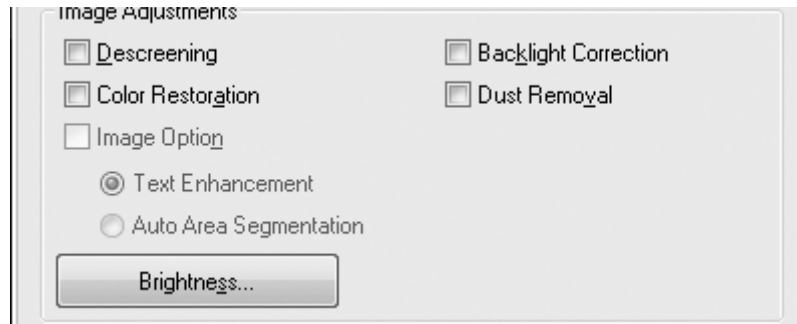 Image Adjustments
Descreening
Backlight Correction
Color Restoration
Dust Removal
Image Option
Text Enhancement
Auto Area Segmentation
Brightness...